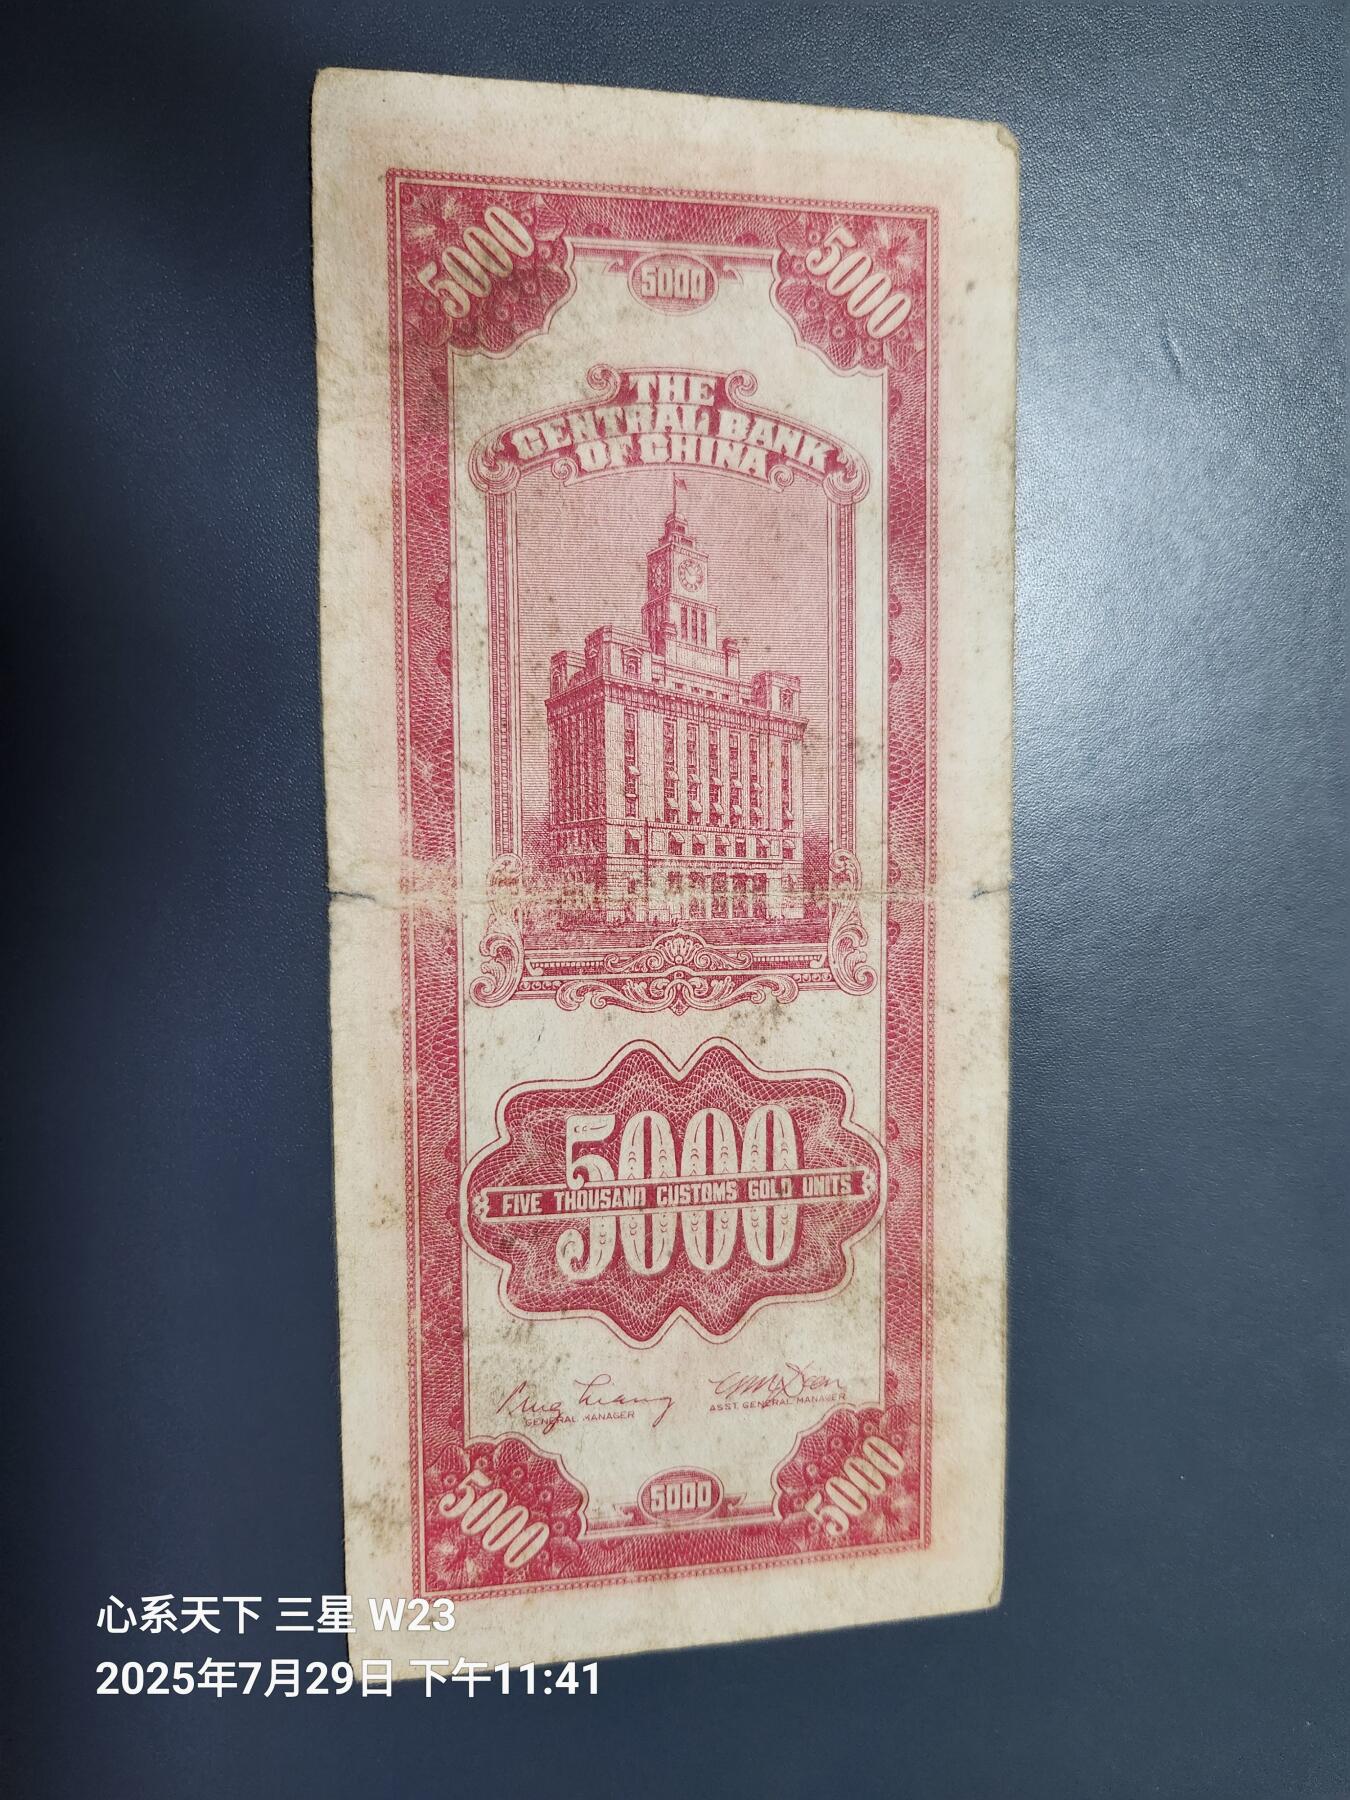 5000
5000
5000
THE
CENTRAL BANK
OF CHINA
5000
FIVE THOUSAND CUSTOMS GOLD UNITS
GENERAL MANAGER
ASST. GENERAL MANAGER
5000
5000
5000
心系天下 三星 W23
2025年7月29日 下午11:41